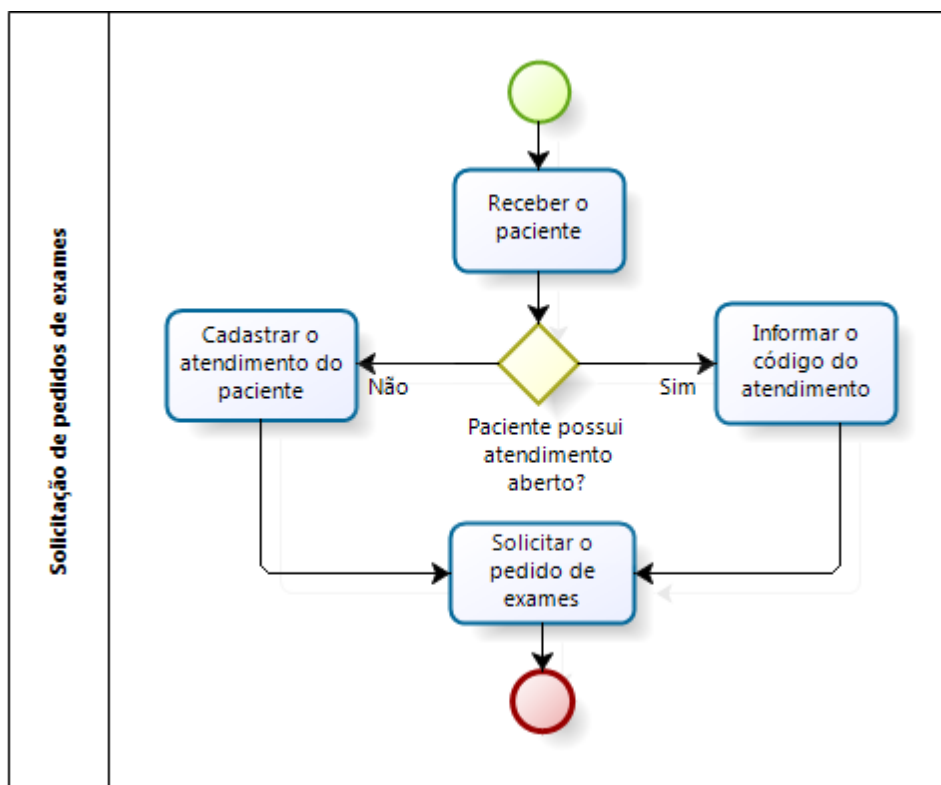 Solicitação de pedidos de exames
Receber o
paciente
Cadastrar o
atendimento do
paciente
Não
Sim
Informar o
código do
atendimento
Paciente possui
atendimento
aberto?
Solicitar o
pedido de
exames